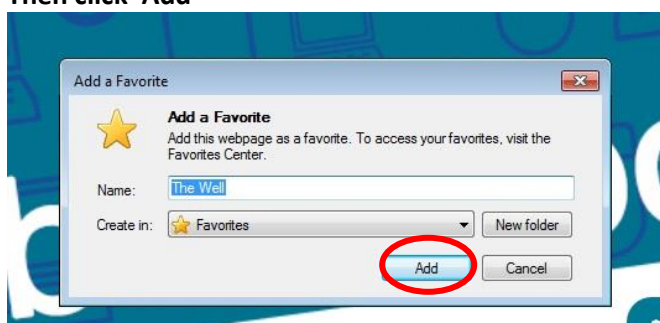 Then click 'Add'
Add a Favorite
Add a Favorite
Add this webpage as a favorite. To access your favorites, visit the
Favorites Center.
Name: The Well
Create in: Favorites New folder
Add Cancel